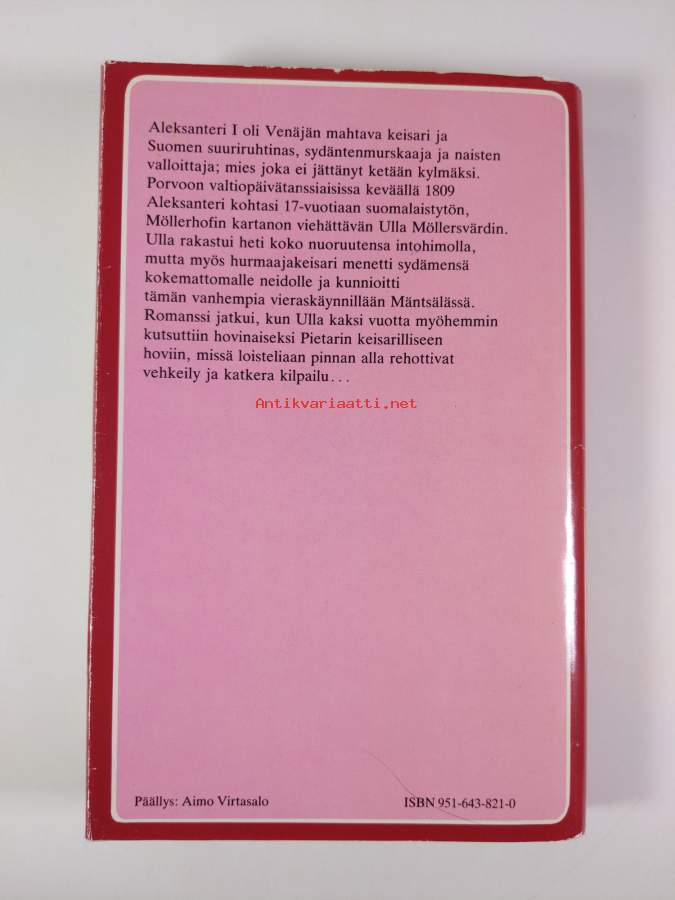 Aleksanteri I oli Venäjän mahtava keisari ja
Suomen suuriruhtinas, sydäntenmurskaaja ja naisten
valloittaja; mies joka ei jättänyt ketään kylmäksi.
Porvoon valtiopäivätanssiaisissa keväällä 1809
Aleksanteri kohtasi 17-vuotiaan suomalaistytön,
Möllerhofin kartanon viehättävän Ulla Möllersvärdin.
Ulla rakastui heti koko nuoruutensa intohimolla,
mutta myös hurmaajakeisari menetti sydämensä
kokemattomalle neidolle ja kunnioitti
tämän vanhempia vieraskäynnillään Mäntsälässä.
Romanssi jatkui, kun Ulla kaksi vuotta myöhemmin
kutsuttiin hovinaiseksi Pietarin keisarilliseen
hoviin, missä loisteliaan pinnan alla rehottivat
vehkeily ja katkera kilpailu...
Antikvariaatti.net
Päällys: Aimo Virtasalo
ISBN 951-643-821-0